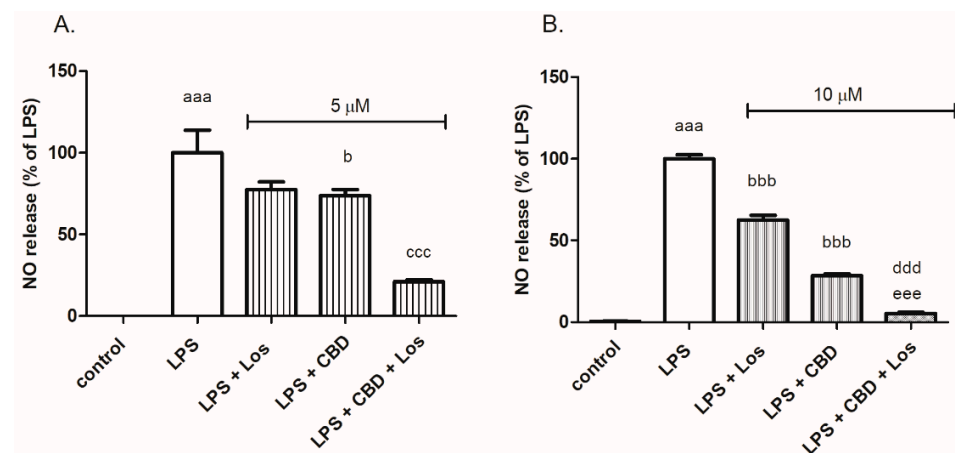 A.
NO release (% of LPS)
150
100
50
0
aaa
5 μM
b
ccc
control
LPS
LPS + Los
LPS + CBD
LPS + CBD + Los
B.
NO release (% of LPS)
150
100
50
0
aaa
10 μM
bbb
bbb
ddd
eee
control
LPS
LPS + Los
LPS + CBD
LPS + CBD + Los